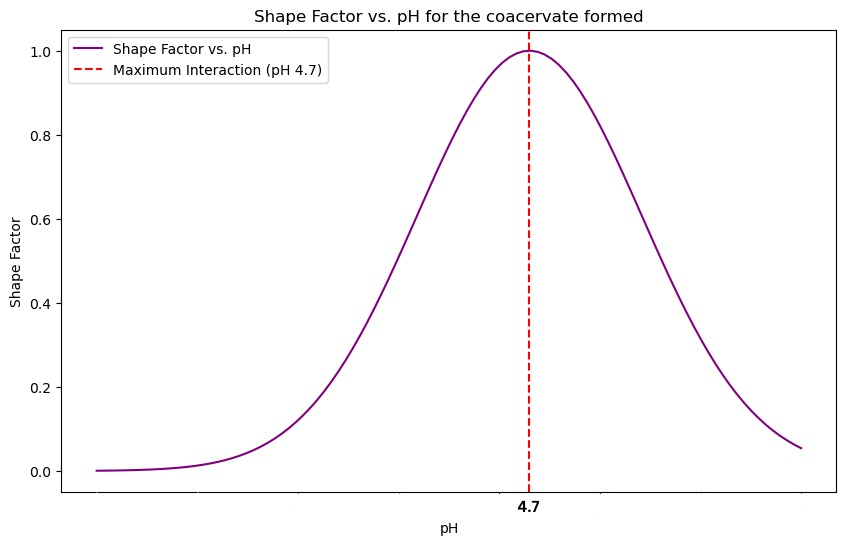 Shape Factor vs. pH for the coacervate formed
Shape Factor vs. pH
Maximum Interaction (pH 4.7)
1.0
0.8
0.6
0.4
0.2
0.0
Shape Factor
4.7
pH